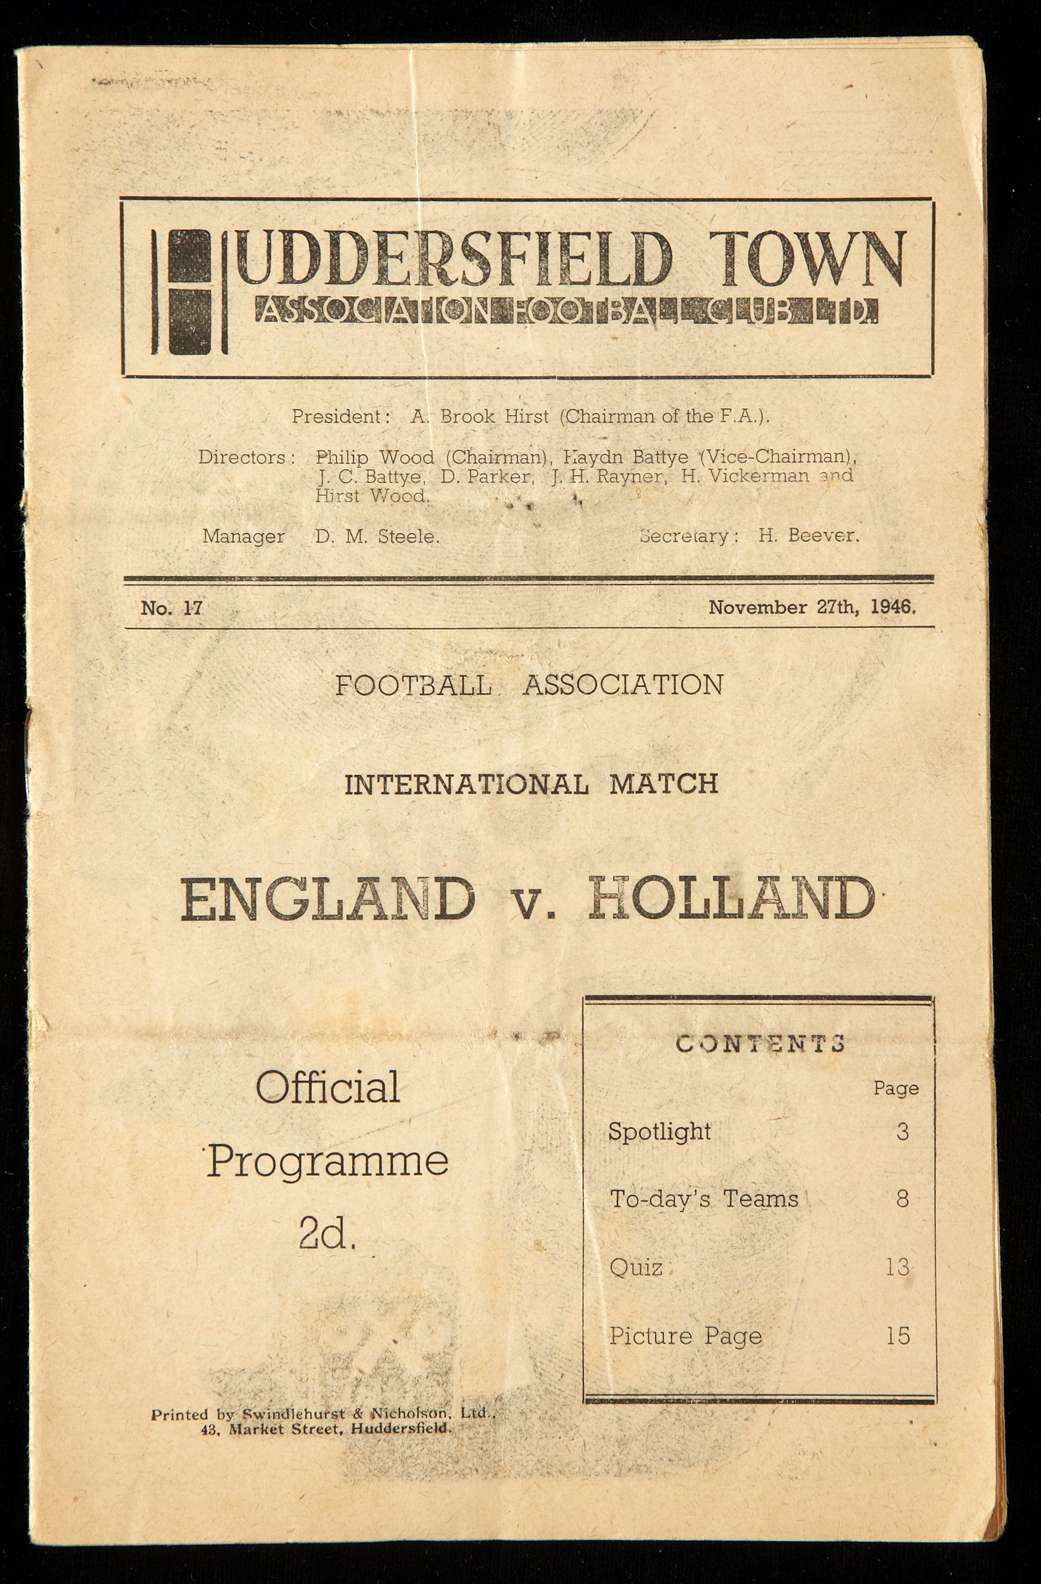 HUDDERSFIELD TOWN
ASSOCIATION FOOTBALL CLUB LTD.
President: A. Brook Hirst (Chairman of the F.A.).
Directors: Philip Wood (Chairman), Haydn Battye (Vice-Chairman),
J. C. Battye, D. Parker, J. H. Rayner, H. Vickerman and
Hirst Wood.
Manager D. M. Steele. Secretary: H. Beever.
No. 17 November 27th, 1946.
FOOTBALL ASSOCIATION
INTERNATIONAL MATCH
ENGLAND v. HOLLAND
Official
Programme
2d.
CONTENTS
Page
Spotlight 3
To-day's Teams 8
Quiz 13
Picture Page 15
Printed by Swindlehurst & Nicholson, Ltd.,
43, Market Street, Huddersfield.